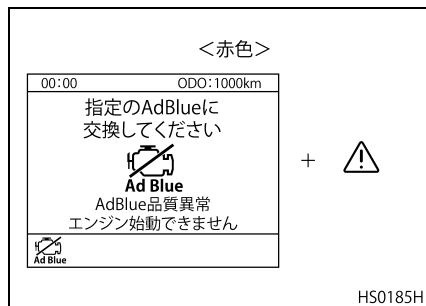 ＜赤色＞
00:00 ODO:1000km
指定のAdBlueに
交換してください
Ad Blue
AdBlue品質異常
エンジン始動できません
Ad Blue
+
HS0185H